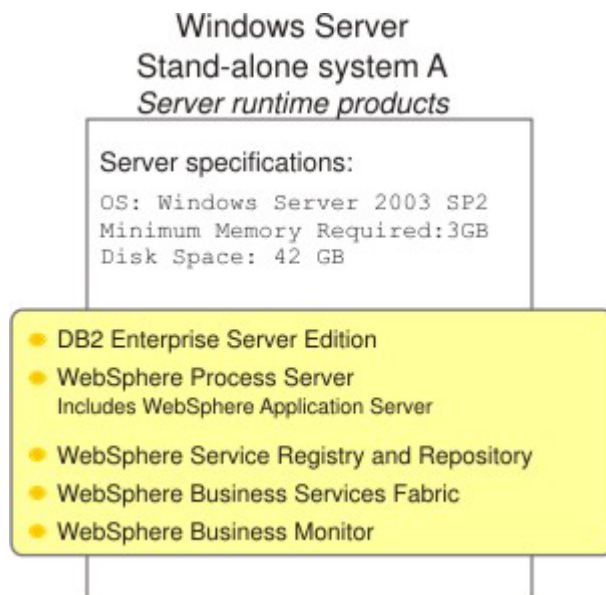 Windows Server
Stand-alone system A
Server runtime products
Server specifications:
OS: Windows Server 2003 SP2
Minimum Memory Required:3GB
Disk Space: 42 GB
DB2 Enterprise Server Edition
WebSphere Process Server
Includes WebSphere Application Server
WebSphere Service Registry and Repository
WebSphere Business Services Fabric
WebSphere Business Monitor